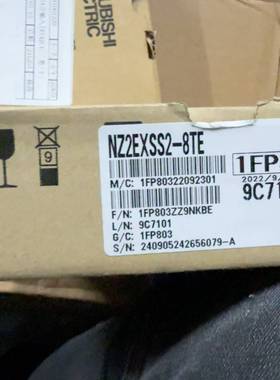 UBISHI
ECTRIC
9
NZ2EXSS2-8TE
1FP
M/C: 1FP80322092301
2022/9/
9C71
F/N: 1FP803ZZ9NKBE
L/N: 9C7101
G/C: 1FP803
S/N: 240905242656079-A